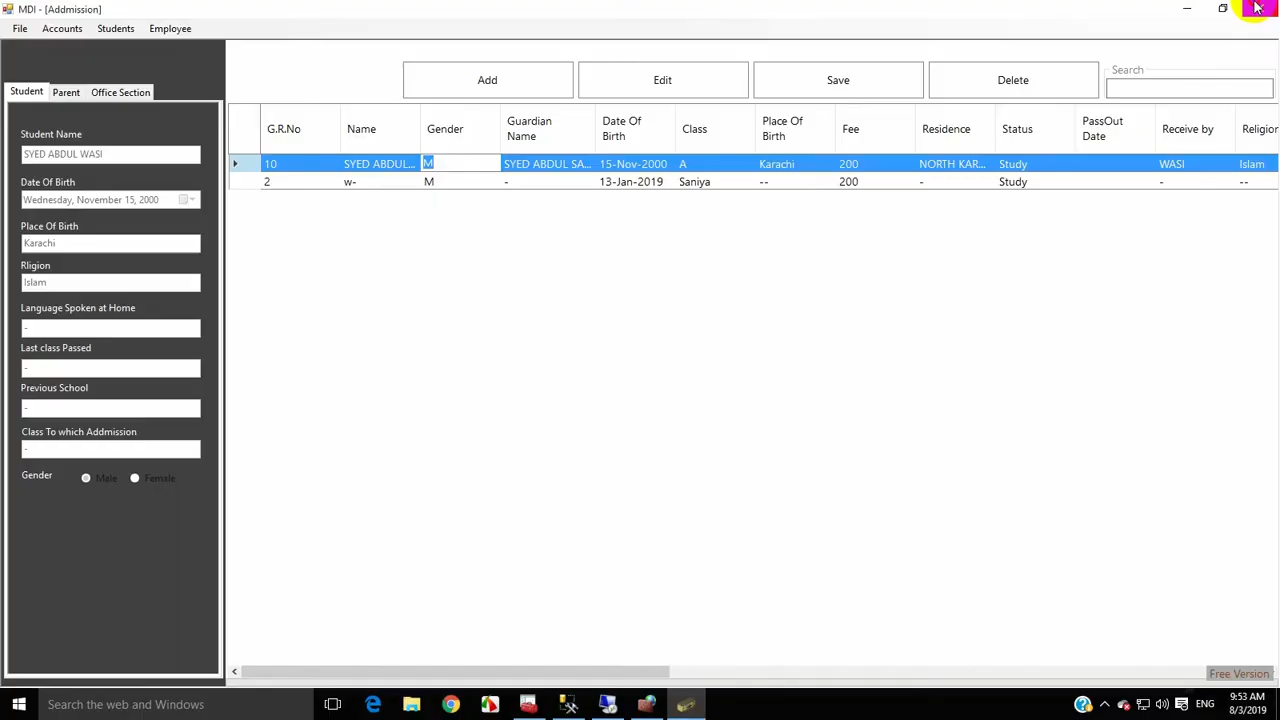 MDI - [Addmission]
File Accounts Students Employee
Add Edit Save Delete Search
Student Parent Office Section
Student Name
SYED ABDUL WASI
Date Of Birth
Wednesday, November 15, 2000
Place Of Birth
Karachi
Rligion
Islam
Language Spoken at Home
-
Last class Passed
-
Previous School
-
Class To which Addmission
-
Gender Male Female
G.R.No Name Gender Guardian Name Date Of Birth Class Place Of Birth Fee Residence Status PassOut Date Receive by Religior
10 SYED ABDUL... M SYED ABDUL SA... 15-Nov-2000 A Karachi 200 NORTH KAR... Study WASI Islam
2 w- M - 13-Jan-2019 Saniya -- 200 - Study - --
Free Version
Search the web and Windows
ENG
9:53 AM
8/3/2019